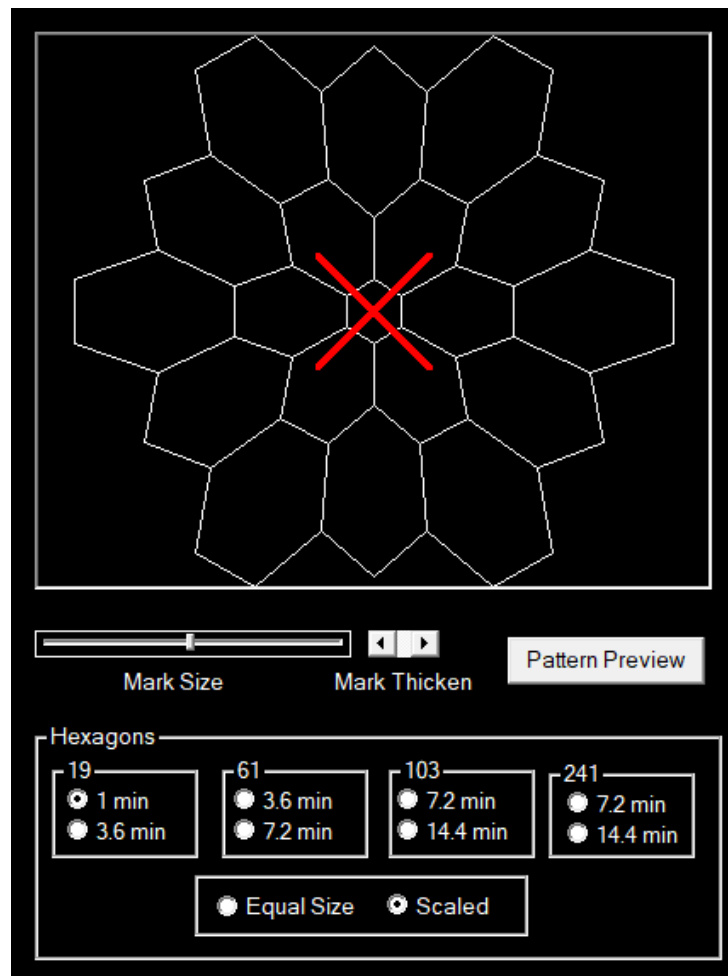 Mark Size
Mark Thicken
Pattern Preview
Hexagons
19
1 min
3.6 min
61
3.6 min
7.2 min
103
7.2 min
14.4 min
241
7.2 min
14.4 min
Equal Size
Scaled